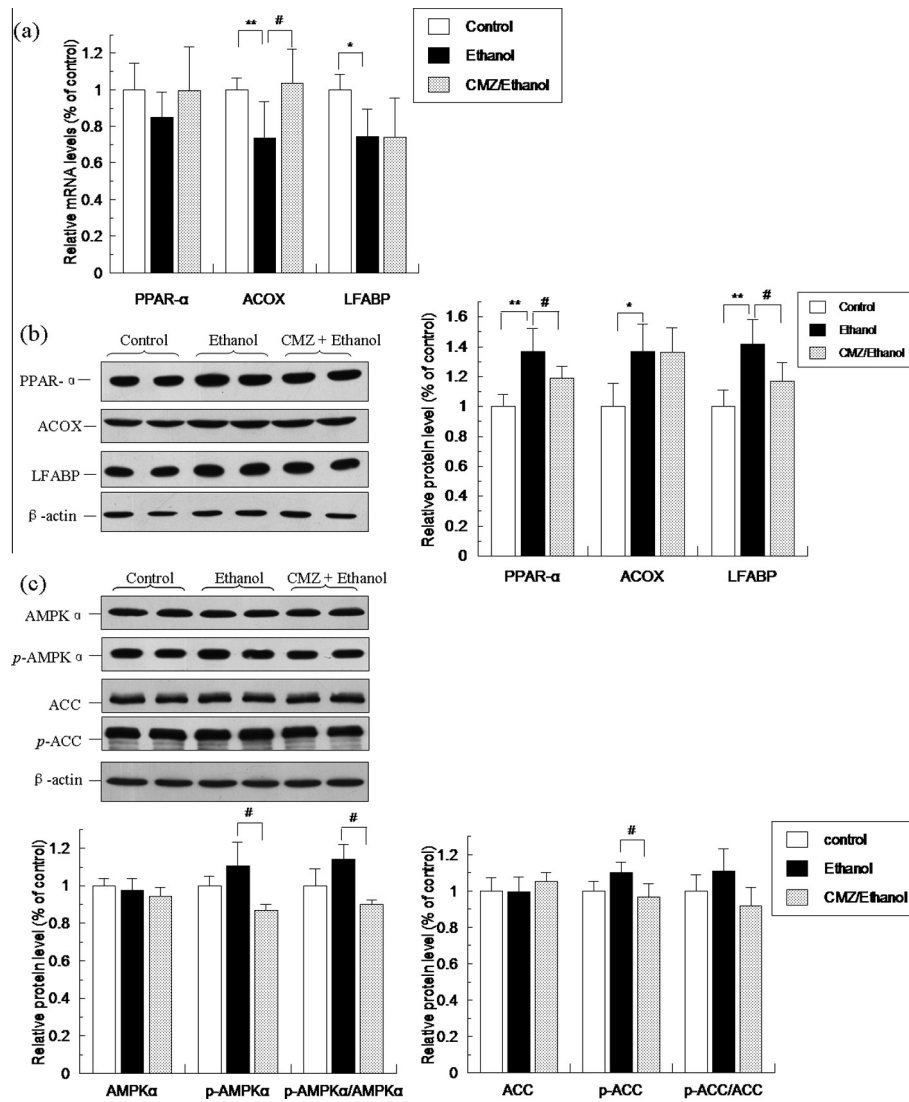 (a)
** #
*
Control
Ethanol
CMZ/Ethanol
Relative mRNA levels (% of control)
1.2
1
0.8
0.6
0.4
0.2
0
PPAR-α ACOX LFABP
(b)
Control Ethanol CMZ + Ethanol
PPAR- α
ACOX
LFABP
β-actin
** # * ** #
Control
Ethanol
CMZ/Ethanol
Relative protein level (% of control)
1.6
1.4
1.2
1
0.8
0.6
0.4
0.2
0
PPAR-α ACOX LFABP
(c)
Control Ethanol CMZ + Ethanol
AMPK α
p-AMPK α
ACC
p-ACC
β-actin
# #
Relative protein level (% of control)
1.2
1
0.8
0.6
0.4
0.2
0
AMPKα p-AMPKα p-AMPKα/AMPKα
#
control
Ethanol
CMZ/Ethanol
Relative protein level (% of control)
1.2
1
0.8
0.6
0.4
0.2
0
ACC p-ACC p-ACC/ACC